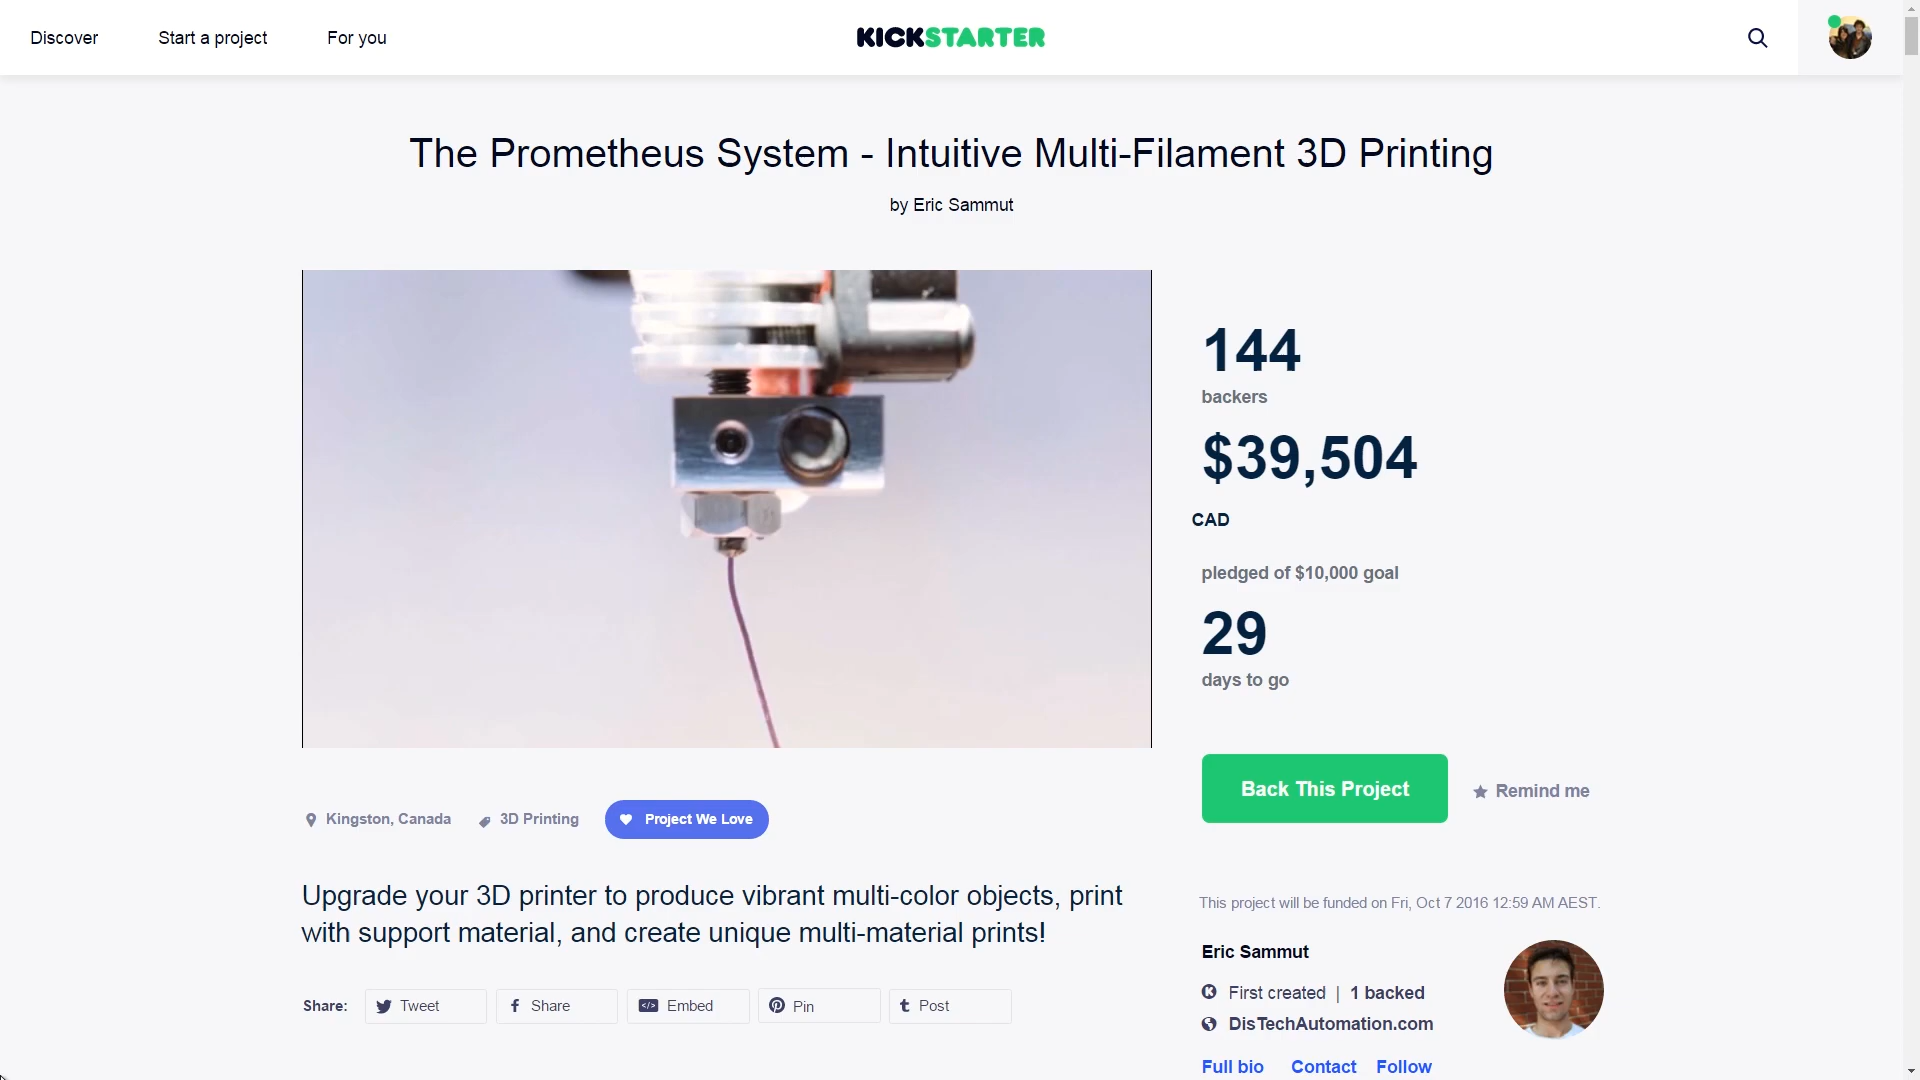 Discover
Start a project
For you
KICKSTARTER
The Prometheus System - Intuitive Multi-Filament 3D Printing
by Eric Sammut
144
backers
$39,504
CAD
pledged of $10,000 goal
29
days to go
Back This Project
Remind me
Kingston, Canada
3D Printing
Project We Love
Upgrade your 3D printer to produce vibrant multi-color objects, print
with support material, and create unique multi-material prints!
This project will be funded on Fri, Oct 7 2016 12:59 AM AEST.
Eric Sammut
First created | 1 backed
DisTechAutomation.com
Full bio
Contact
Follow
Share:
Tweet
Share
Embed
Pin
Post